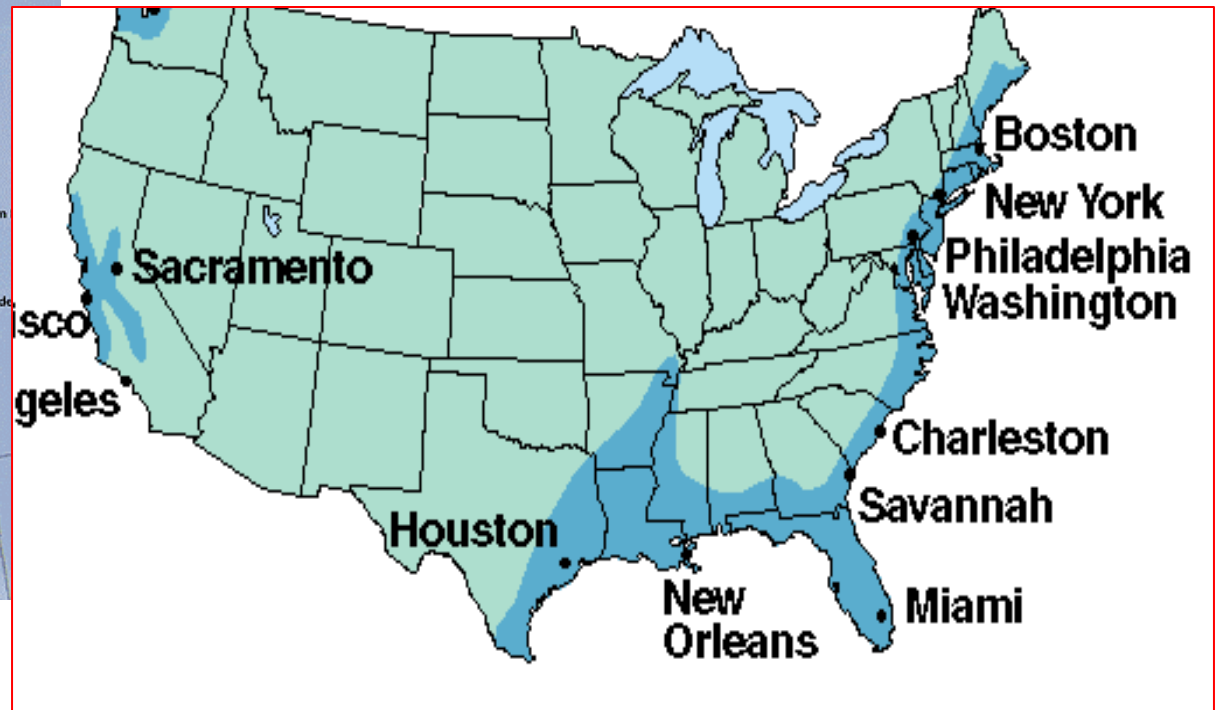 Boston
New York
Philadelphia
Washington
Sacramento
isco
geles
Charleston
Savannah
Houston
New
Orleans
Miami